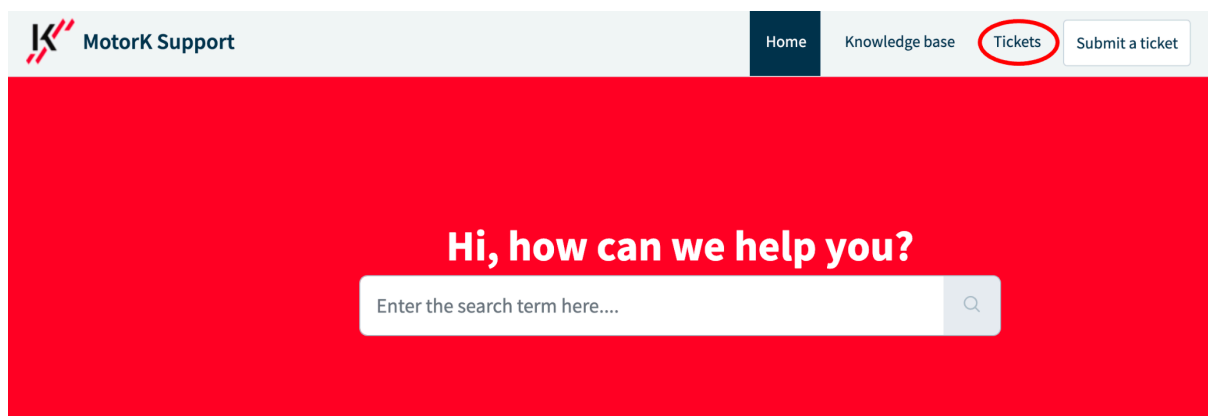 MotorK Support Home Knowledge base Tickets Submit a ticket
Hi, how can we help you?
Enter the search term here....